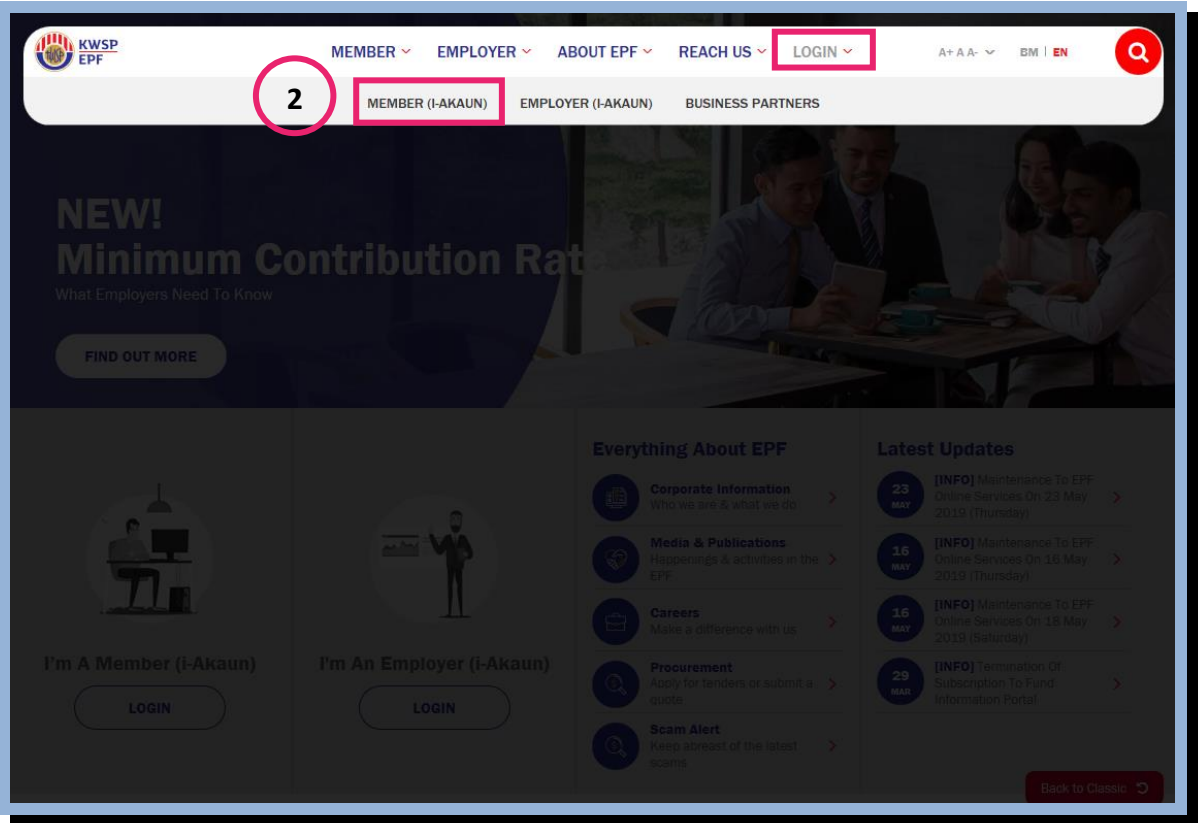 KWSP
EPF
MEMBER
EMPLOYER
ABOUT EPF
REACH US
LOGIN
A+ A A-
BM | EN
2
MEMBER (I-AKAUN)
EMPLOYER (I-AKAUN)
BUSINESS PARTNERS
NEW!
Minimum Contribution Rate
What Employers Need To Know
FIND OUT MORE
I'm A Member (i-Akaun)
LOGIN
I'm An Employer (i-Akaun)
LOGIN
Everything About EPF
Corporate Information
Who we are & what we do
Media & Publications
Happenings & activities in the
EPF
Careers
Make a difference with us
Procurement
Apply for tenders or submit a
quote
Scam Alert
Keep abreast of the latest
scams
Latest Updates
23
MAY
[INFO] Maintenance To EPF
Online Services On 23 May
2019 (Thursday)
16
MAY
[INFO] Maintenance To EPF
Online Services On 16 May
2019 (Thursday)
16
MAY
[INFO] Maintenance To EPF
Online Services On 18 May
2019 (Saturday)
29
MAR
[INFO] Termination Of
Subscription To Fund
Information Portal
Back to Classic